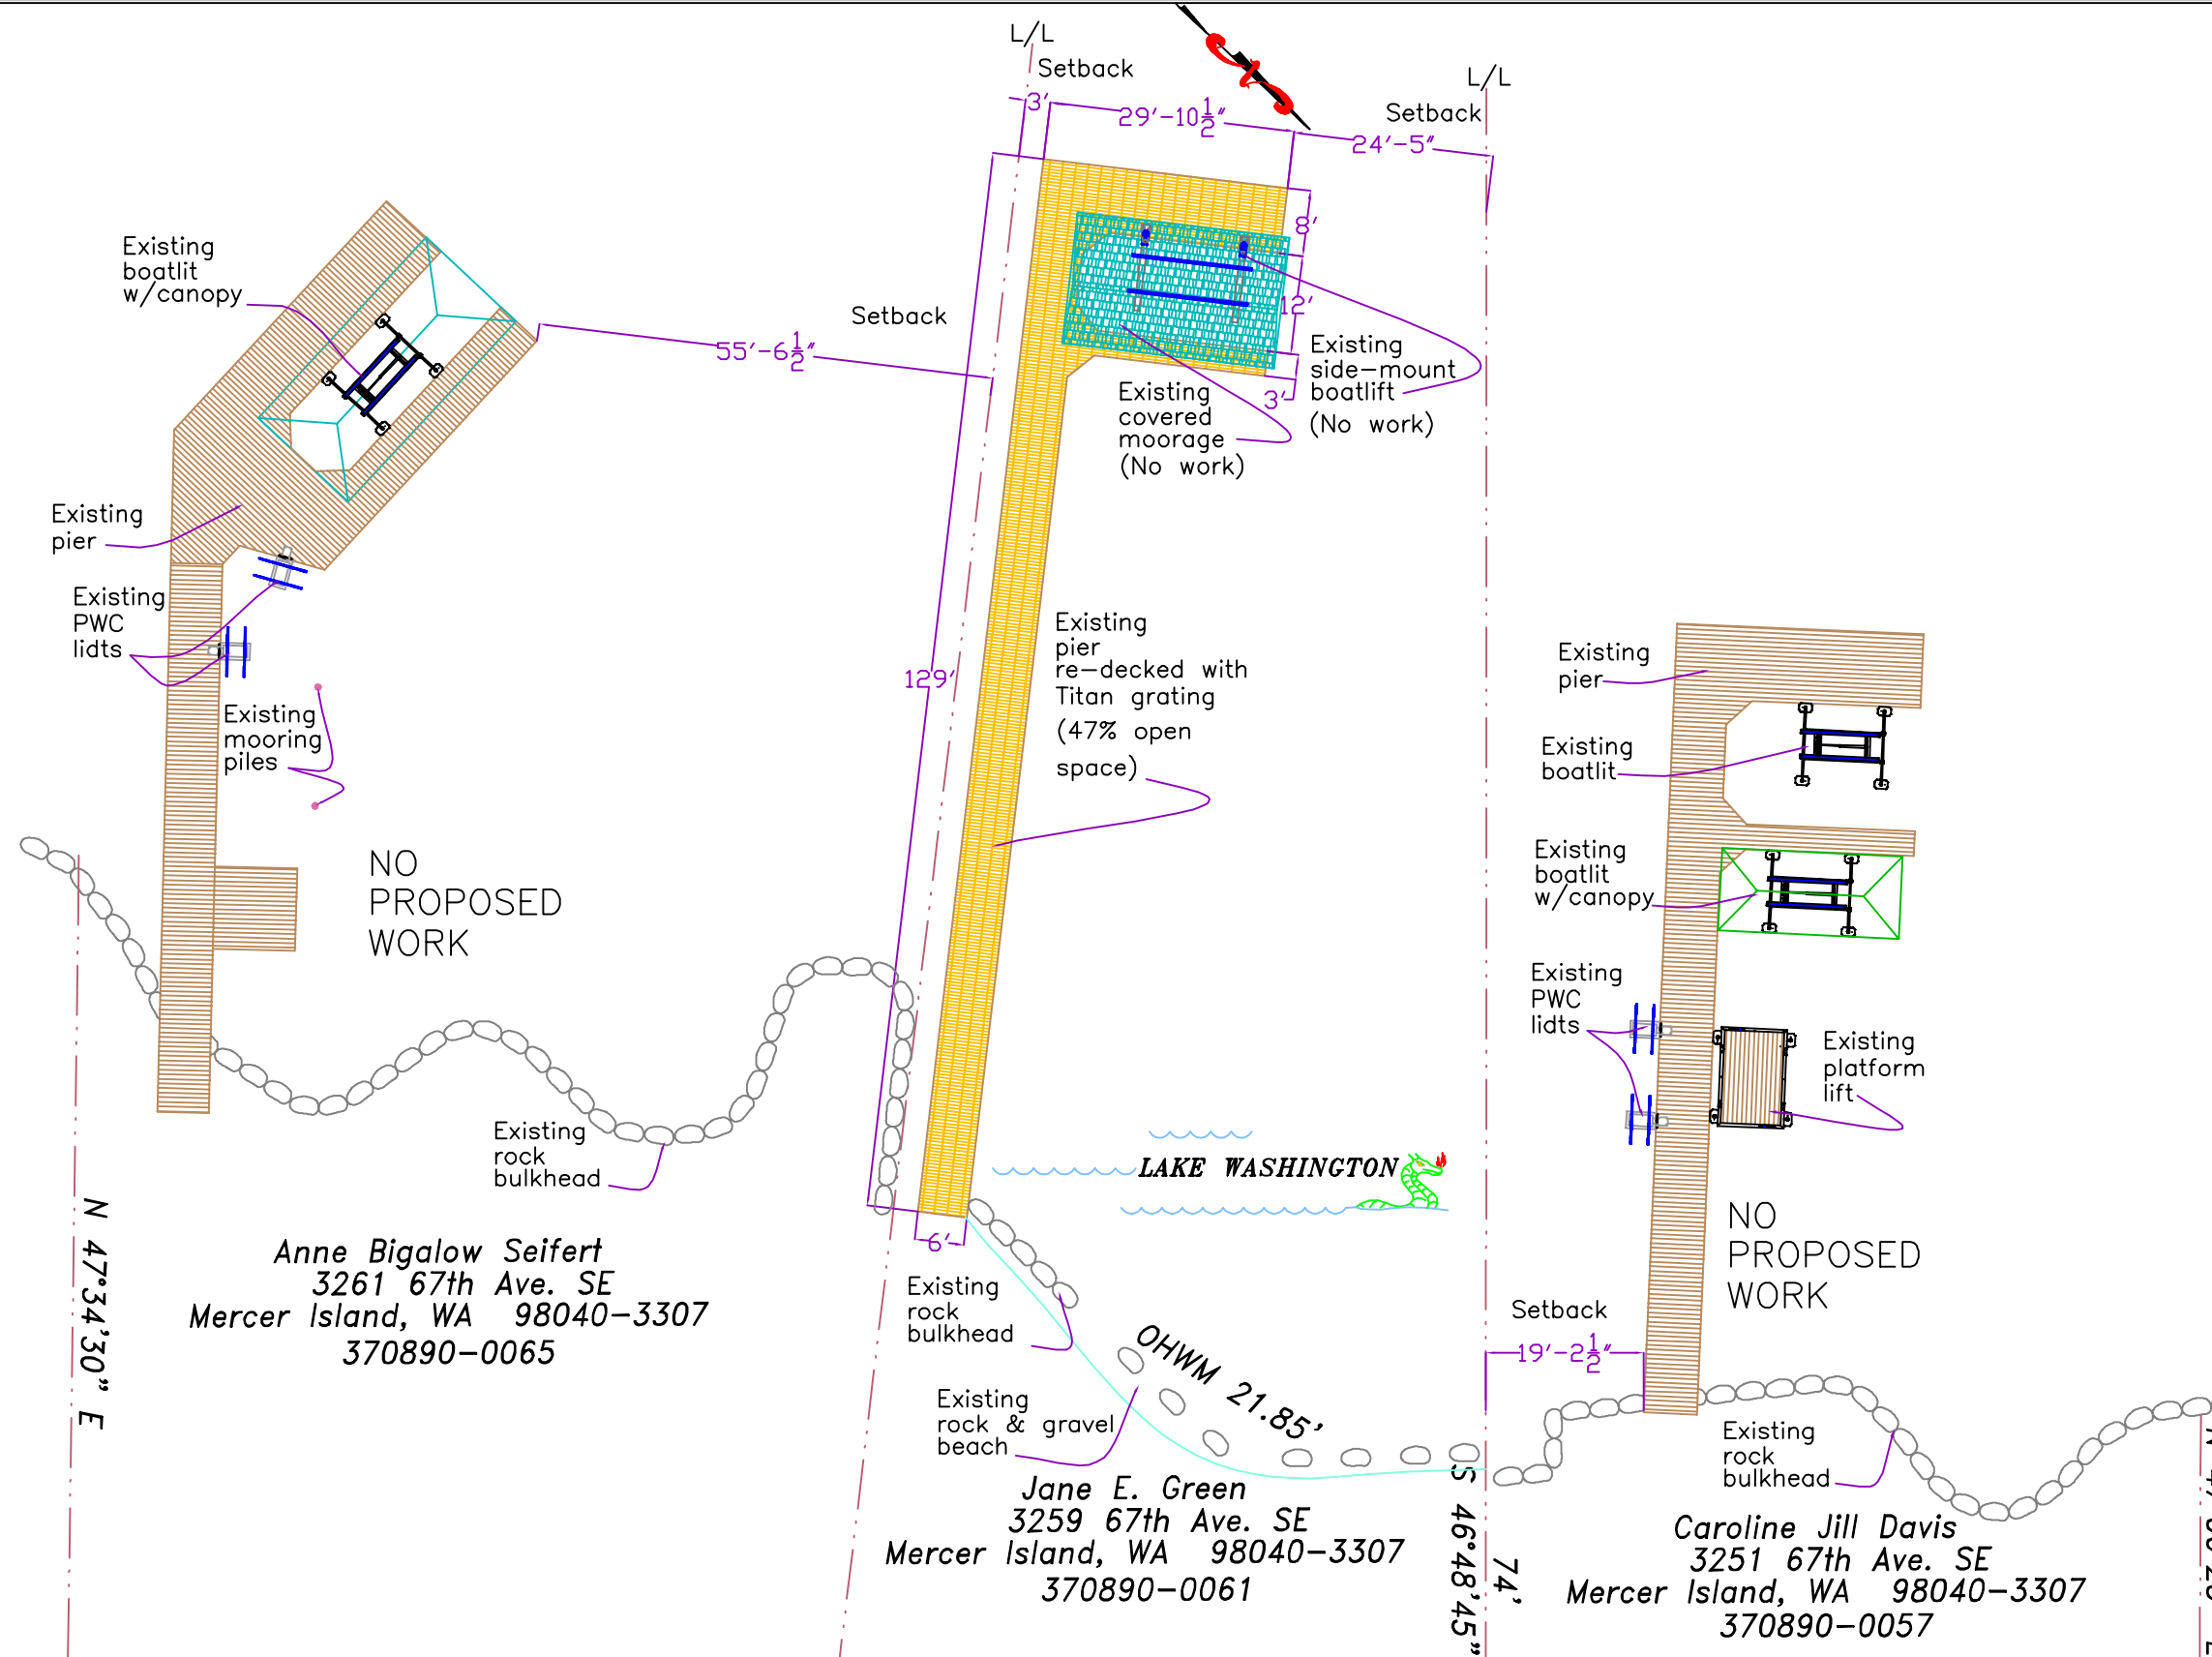 L/L
Setback
3'
29'-10 1/2"
L/L
Setback
24'-5"
Existing
boatlit
w/canopy
Setback
55'-6 1/2"
8'
12'
3'
Existing
side-mount
boatlift
(No work)
Existing
covered
moorage
(No work)
Existing
pier
Existing
PWC
lidts
Existing
mooring
piles
129'
Existing
pier
re-decked with
Titan grating
(47% open
space)
Existing
pier
Existing
boatlit
Existing
boatlit
w/canopy
Existing
PWC
lidts
Existing
platform
lift
NO
PROPOSED
WORK
Existing
rock
bulkhead
LAKE WASHINGTON
6'
NO
PROPOSED
WORK
Setback
19'-2 1/2"
N 47°34'30" E
Anne Bigalow Seifert
3261 67th Ave. SE
Mercer Island, WA 98040-3307
370890-0065
Existing
rock
bulkhead
OHWM 21.85'
Existing
rock & gravel
beach
Existing
rock
bulkhead
Jane E. Green
3259 67th Ave. SE
Mercer Island, WA 98040-3307
370890-0061
S 46°48'45"
74'
Caroline Jill Davis
3251 67th Ave. SE
Mercer Island, WA 98040-3307
370890-0057